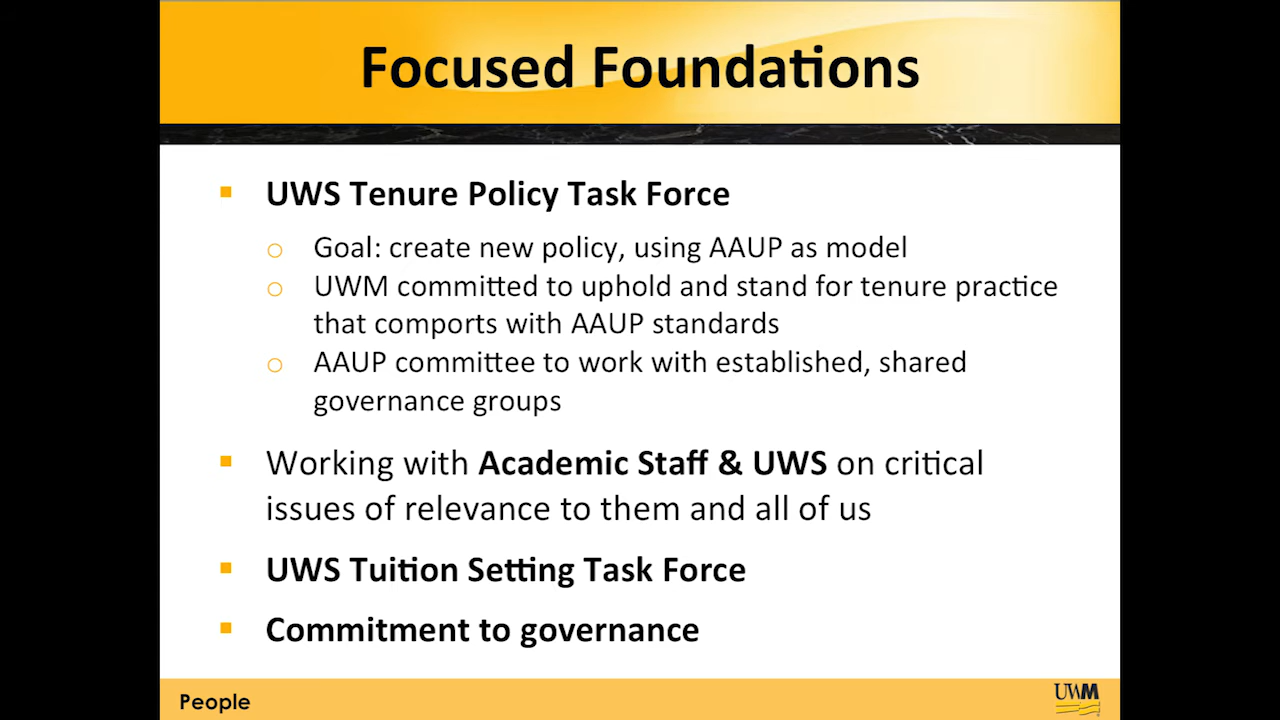 Focused Foundations
UWS Tenure Policy Task Force
Goal: create new policy, using AAUP as model
UWM committed to uphold and stand for tenure practice
that comports with AAUP standards
AAUP committee to work with established, shared
governance groups
Working with Academic Staff & UWS on critical
issues of relevance to them and all of us
UWS Tuition Setting Task Force
Commitment to governance
People
UWM